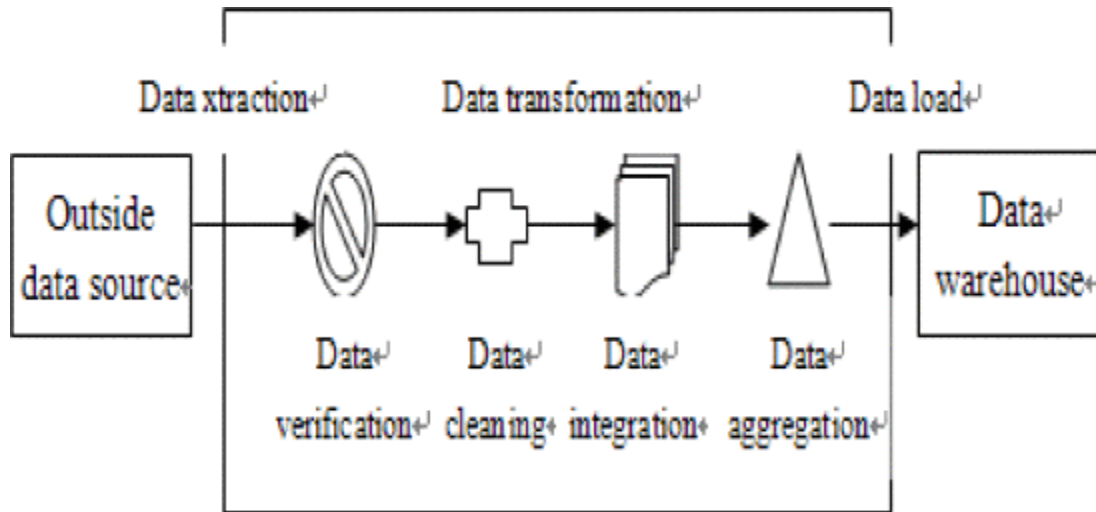 Data xtraction
Data transformation
Data load
Outside
data source
Data
warehouse
Data
verification
Data
cleaning
Data
integration
Data
aggregation